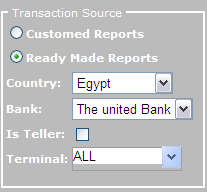 Transaction Source
Customed Reports
Ready Made Reports
Country: Egypt
Bank: The united Bank
Is Teller:
Terminal: ALL